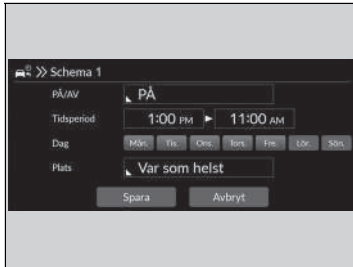 Schema 1
PÅ/AV PÅ
Tidsperiod 1:00 PM ► 11:00 AM
Dag Mån. Tis. Ons. Tors. Fre. Lör. Sön.
Plats Var som helst
Spara Avbryt